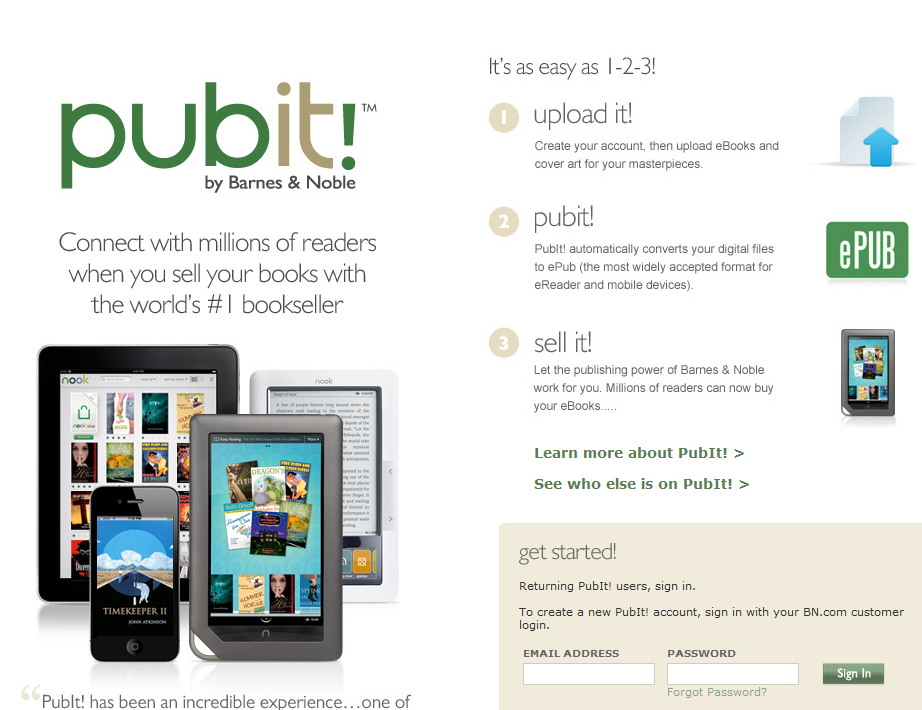 pubit!™
by Barnes & Noble
Connect with millions of readers
when you sell your books with
the world's #1 bookseller
nook
nook
TIMEKEEPER II
JOHN ATKINSON
DRAGON'S
Beth Orsoff
SUMMER
“PubIt! has been an incredible experience…one of
It's as easy as 1-2-3!
1 upload it!
Create your account, then upload eBooks and
cover art for your masterpieces.
2 pubit!
PubIt! automatically converts your digital files
to ePub (the most widely accepted format for
eReader and mobile devices).
ePUB
3 sell it!
Let the publishing power of Barnes & Noble
work for you. Millions of readers can now buy
your eBooks.....
Learn more about PubIt! >
See who else is on PubIt! >
get started!
Returning PubIt! users, sign in.
To create a new PubIt! account, sign in with your BN.com customer
login.
EMAIL ADDRESS PASSWORD
Sign In
Forgot Password?